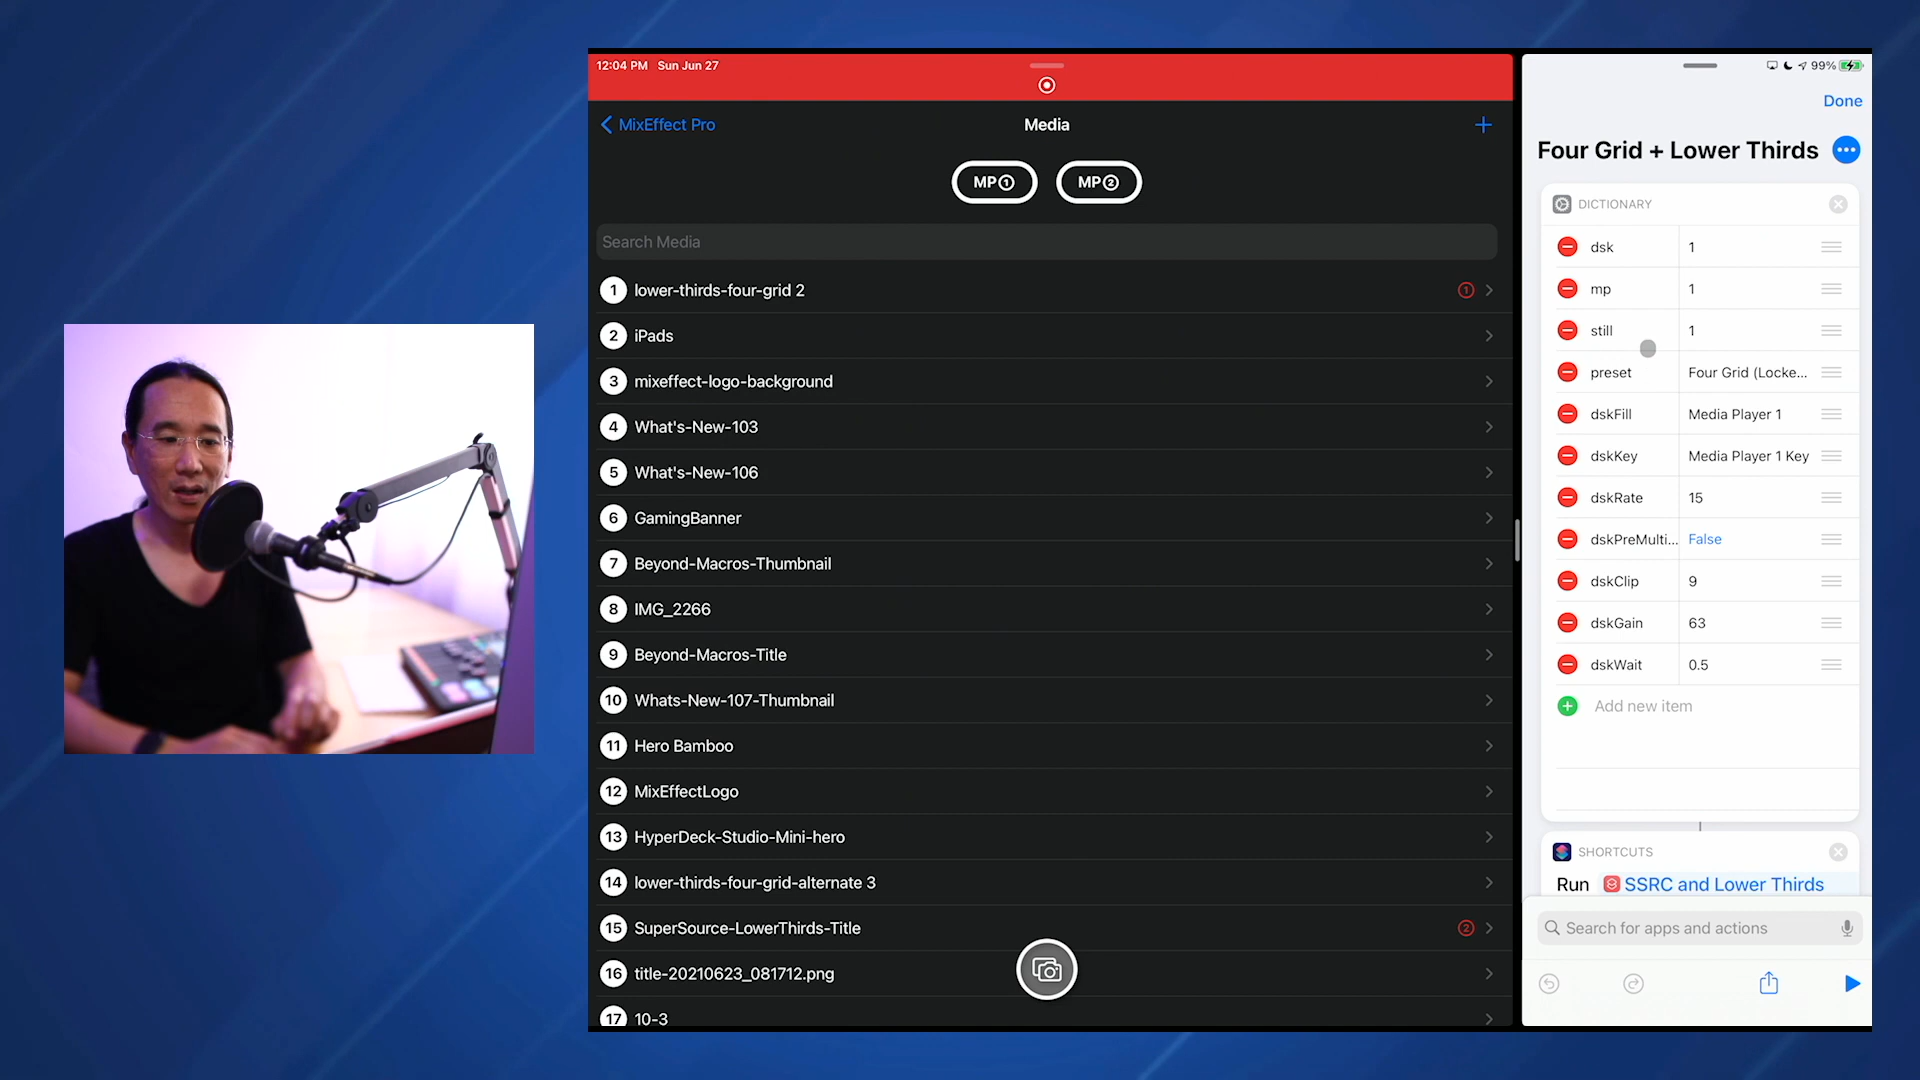 12:04 PM Sun Jun 27
MixEffect Pro
Media
MP 1
MP 2
Search Media
1 lower-thirds-four-grid 2 1
2 iPads
3 mixeffect-logo-background
4 What's-New-103
5 What's-New-106
6 GamingBanner
7 Beyond-Macros-Thumbnail
8 IMG_2266
9 Beyond-Macros-Title
10 Whats-New-107-Thumbnail
11 Hero Bamboo
12 MixEffectLogo
13 HyperDeck-Studio-Mini-hero
14 lower-thirds-four-grid-alternate 3
15 SuperSource-LowerThirds-Title 2
16 title-20210623_081712.png
17 10-3
99%
Done
Four Grid + Lower Thirds
DICTIONARY
dsk 1
mp 1
still 1
preset Four Grid (Locke...
dskFill Media Player 1
dskKey Media Player 1 Key
dskRate 15
dskPreMulti... False
dskClip 9
dskGain 63
dskWait 0.5
Add new item
SHORTCUTS
Run SSRC and Lower Thirds
Search for apps and actions